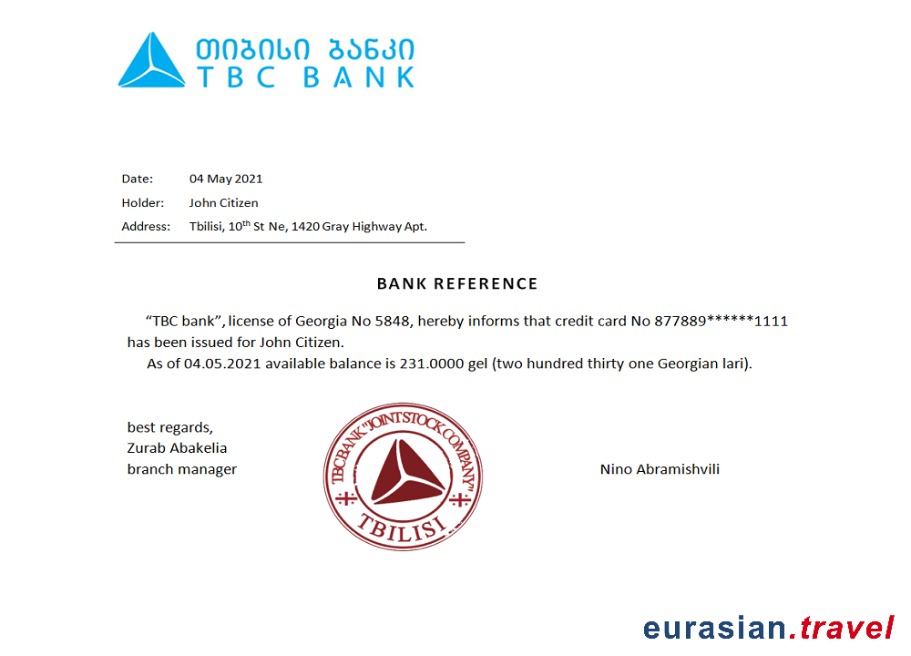 თიბისი ბანკი
TBC BANK
Date: 04 May 2021
Holder: John Citizen
Address: Tbilisi, 10th St Ne, 1420 Gray Highway Apt.
BANK REFERENCE
“TBC bank”, license of Georgia No 5848, hereby informs that credit card No 877889******1111
has been issued for John Citizen.
As of 04.05.2021 available balance is 231.0000 gel (two hundred thirty one Georgian lari).
best regards,
Zurab Abakelia
branch manager
TBCBANK "JOINTSTOCK COMPANY"
TBILISI
Nino Abramishvili
eurasian.travel